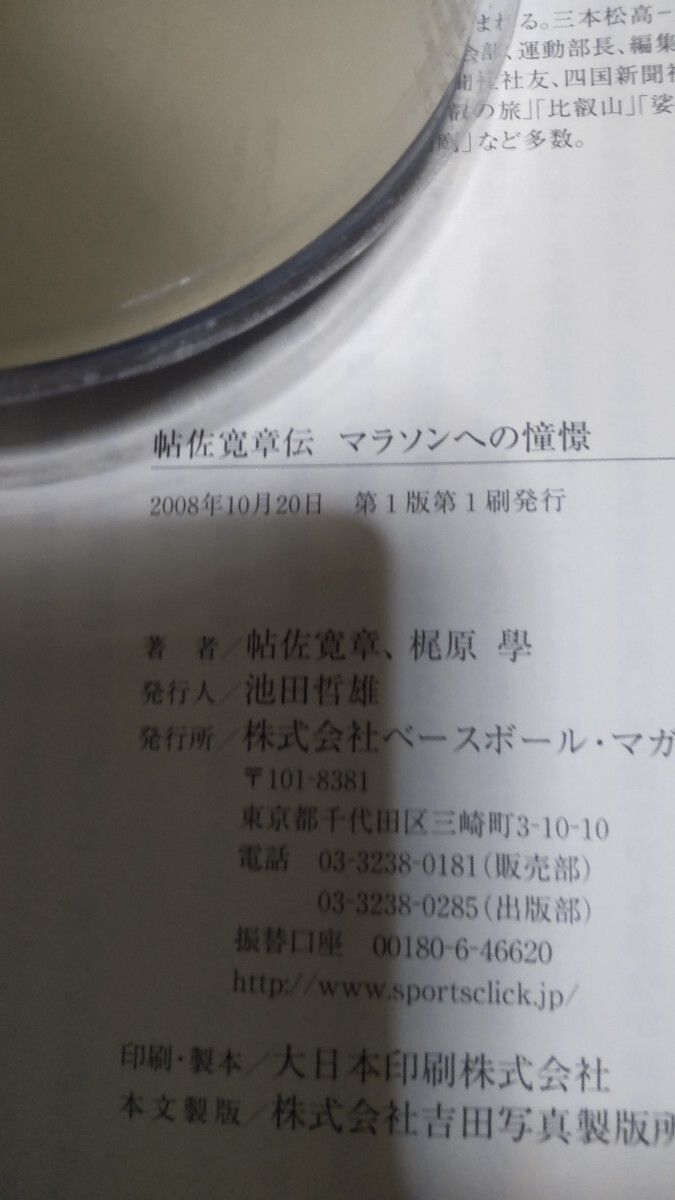 まれる。三本松高
会部、運動部長、編集
聞社社友、四国新聞
叡の旅」「比叡山」「娑
鷹」など多数。
帖佐寛章伝 マラソンへの憧憬
2008年10月20日 第1版第1刷発行
著 者／帖佐寛章、梶原 學
発行人／池田哲雄
発行所／株式会社ベースボール・マガ
〒101-8381
東京都千代田区三崎町3-10-10
電話 03-3238-0181（販売部）
03-3238-0285（出版部）
振替口座 00180-6-46620
http://www.sportsclick.jp/
印刷・製本／大日本印刷株式会社
本文製版／株式会社吉田写真製版所